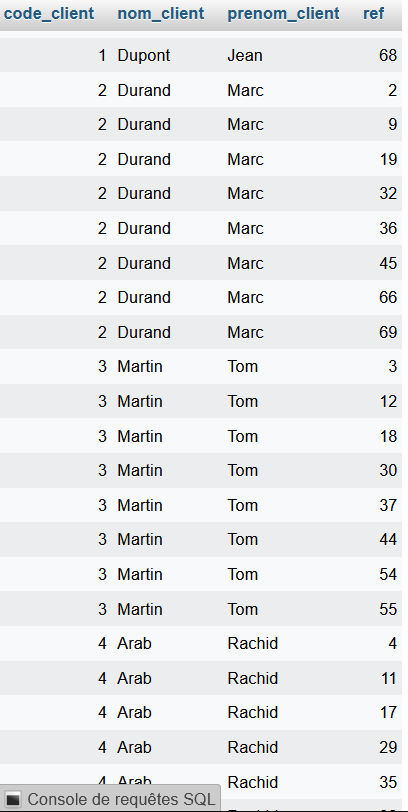 code_client nom_client prenom_client ref
1 Dupont Jean 68
2 Durand Marc 2
2 Durand Marc 9
2 Durand Marc 19
2 Durand Marc 32
2 Durand Marc 36
2 Durand Marc 45
2 Durand Marc 66
2 Durand Marc 69
3 Martin Tom 3
3 Martin Tom 12
3 Martin Tom 18
3 Martin Tom 30
3 Martin Tom 37
3 Martin Tom 44
3 Martin Tom 54
3 Martin Tom 55
4 Arab Rachid 4
4 Arab Rachid 11
4 Arab Rachid 17
4 Arab Rachid 29
4 Arab Rachid 35
Console de requêtes SQL